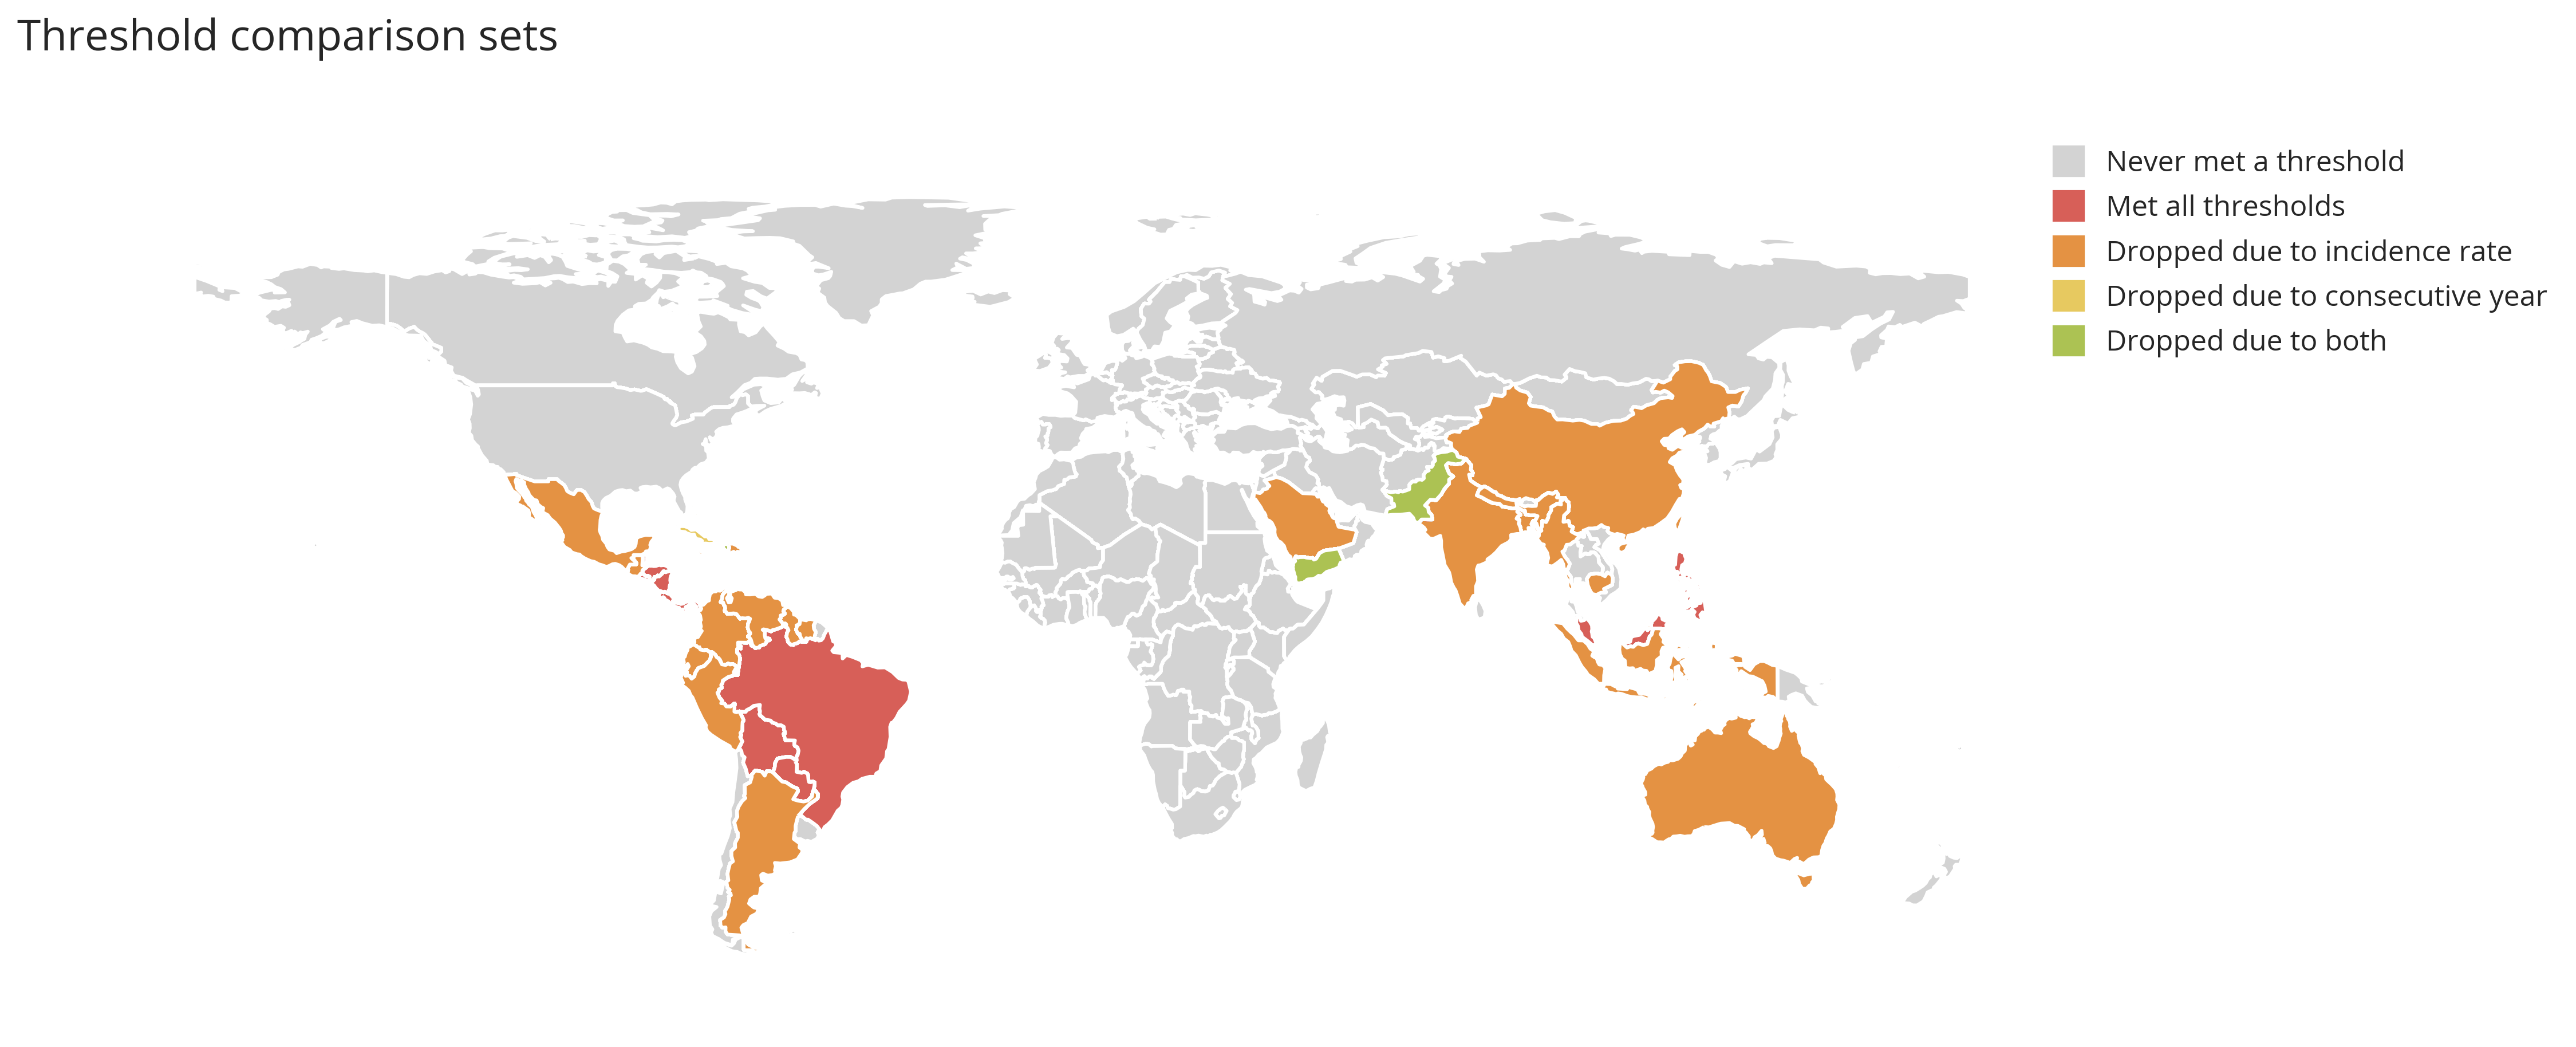 Threshold comparison sets
Never met a threshold
Met all thresholds
Dropped due to incidence rate
Dropped due to consecutive year
Dropped due to both